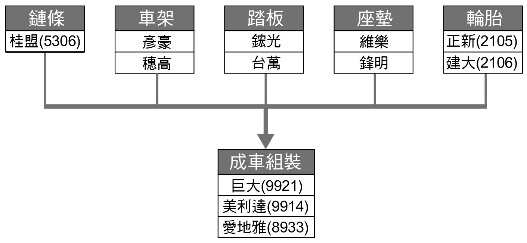 鏈條
桂盟(5306)
車架
彥豪
穗高
踏板
鋐光
台萬
座墊
維樂
鋒明
輪胎
正新(2105)
建大(2106)
成車組裝
巨大(9921)
美利達(9914)
愛地雅(8933)